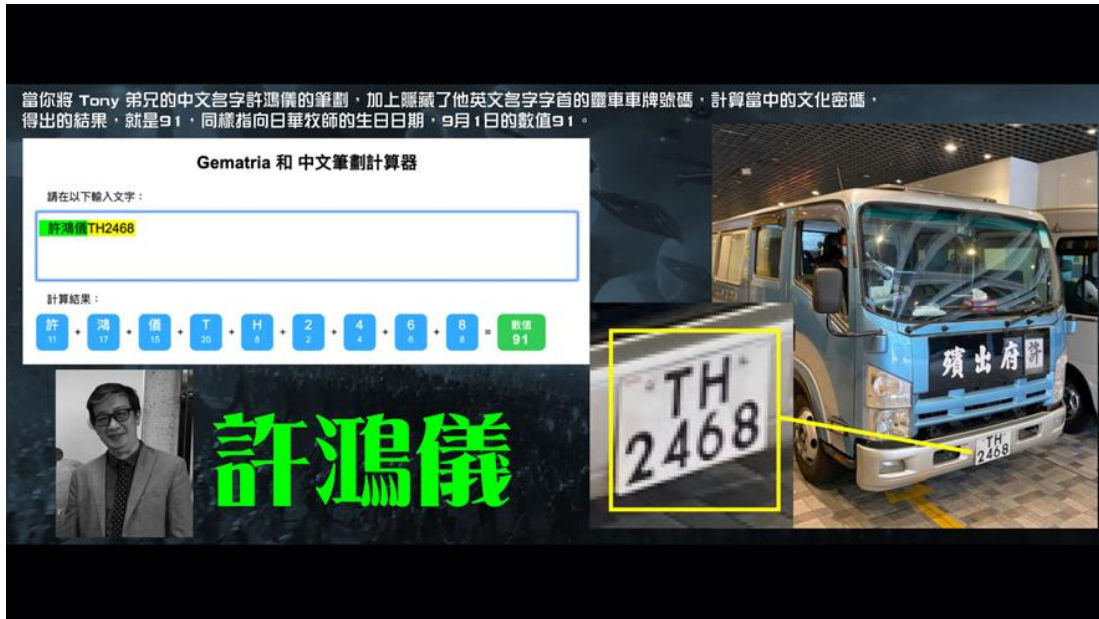 當你將 Tony 弟兄的中文名字許鴻儀的筆劃,加上隱藏了他英文名字字首的靈車車牌號碼,計算當中的文化密碼,
得出的結果,就是91,同樣指向日華牧師的生日日期,9月1日的數值91。
Gematria 和 中文筆劃計算器
請在以下輸入文字:
許鴻儀TH2468
計算結果:
許 + 鴻 + 儀 + T + H + 2 + 4 + 6 + 8 = 數值
11 17 15 20 8 2 4 6 8 91
許鴻儀
TH
2468
殯出府許
TH
2468